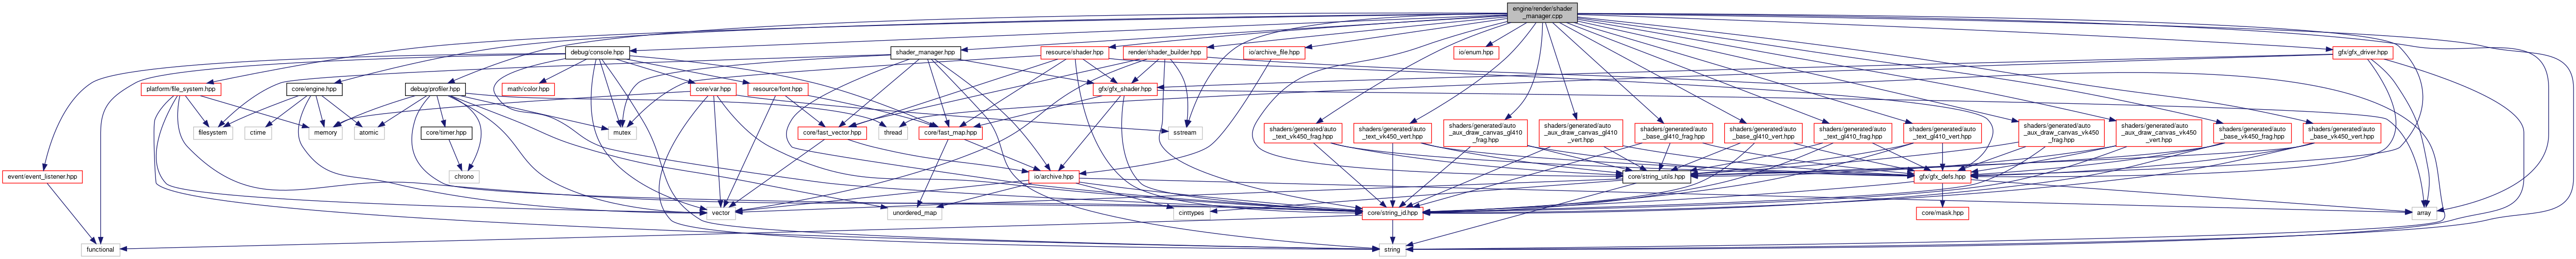 engine/render/shader
_manager.cpp
debug/console.hpp
shader_manager.hpp
resource/shader.hpp
render/shader_builder.hpp
io/archive_file.hpp
io/enum.hpp
gfx/gfx_driver.hpp
platform/file_system.hpp
core/engine.hpp
debug/profiler.hpp
math/color.hpp
core/var.hpp
resource/font.hpp
gfx/gfx_shader.hpp
filesystem
ctime
memory
atomic
core/timer.hpp
mutex
core/fast_vector.hpp
thread
core/fast_map.hpp
sstream
shaders/generated/auto
_text_vk450_frag.hpp
shaders/generated/auto
_text_vk450_vert.hpp
shaders/generated/auto
_aux_draw_canvas_gl410
_frag.hpp
shaders/generated/auto
_aux_draw_canvas_gl410
_vert.hpp
shaders/generated/auto
_base_gl410_frag.hpp
shaders/generated/auto
_base_gl410_vert.hpp
shaders/generated/auto
_text_gl410_frag.hpp
shaders/generated/auto
_text_gl410_vert.hpp
shaders/generated/auto
_aux_draw_canvas_vk450
_frag.hpp
shaders/generated/auto
_aux_draw_canvas_vk450
_vert.hpp
shaders/generated/auto
_base_vk450_frag.hpp
shaders/generated/auto
_base_vk450_vert.hpp
event/event_listener.hpp
chrono
io/archive.hpp
core/string_utils.hpp
gfx/gfx_defs.hpp
vector
unordered_map
cinttypes
core/string_id.hpp
core/mask.hpp
array
functional
string